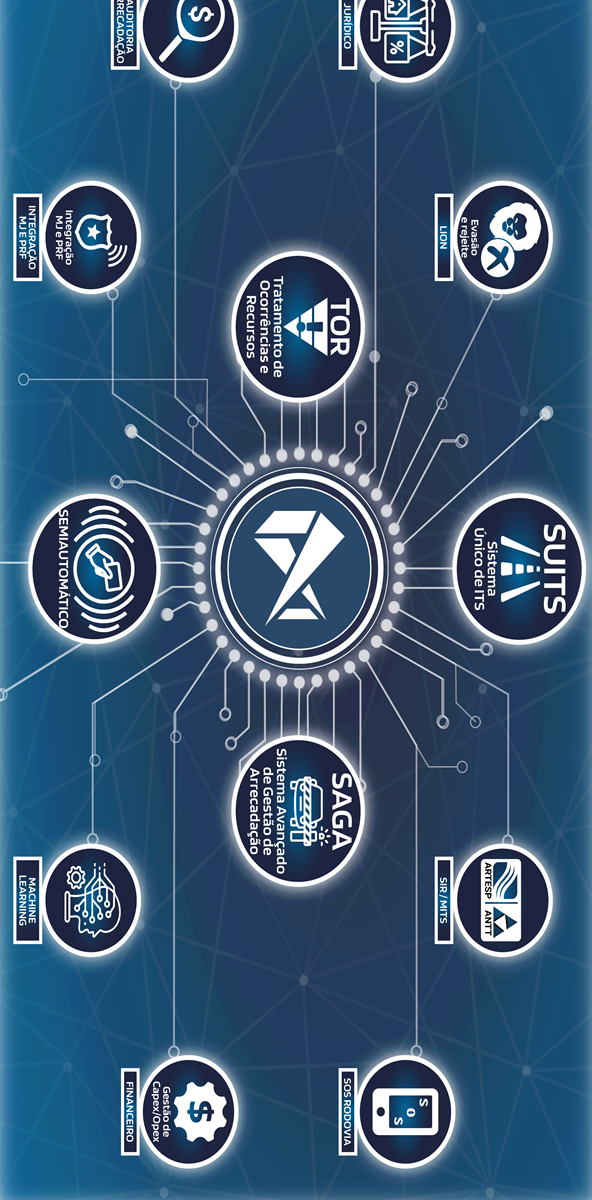 SUITS
Sistema
Único de ITS
Evasão
e rejeite
LION
ARTESP ANTT
SIR / MITS
%
JURÍDICO
S
O
S
SOS RODOVIA
TOR
Tratamento de
Ocorrências e
Recursos
SAGA
Sistema Avançado
de Gestão de
Arrecadação
$
AUDITORIA
RRECADAÇÃO
$
Gestão de
Capex/Opex
FINANCEIRO
Integração
MJ e PRF
INTEGRAÇÃO
MJ E PRF
SEMIAUTOMÁTICO
MACHINE
LEARNING